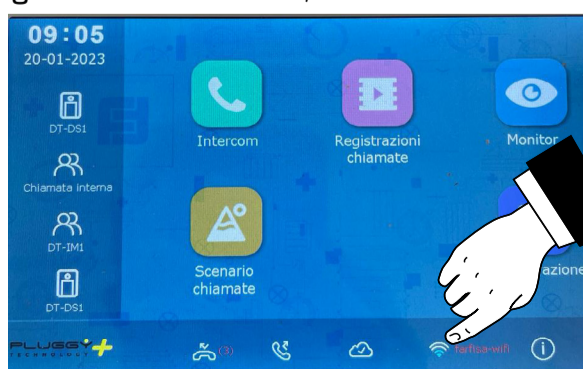 09:05
20-01-2023
DT-DS1
Chiamata interna
DT-IM1
DT-DS1
Intercom
Registrazioni
chiamate
Monitor
Scenario
chiamate
azione
PLUGGY+
TECHNOLOGY
(3)
farfisa-wifi
i